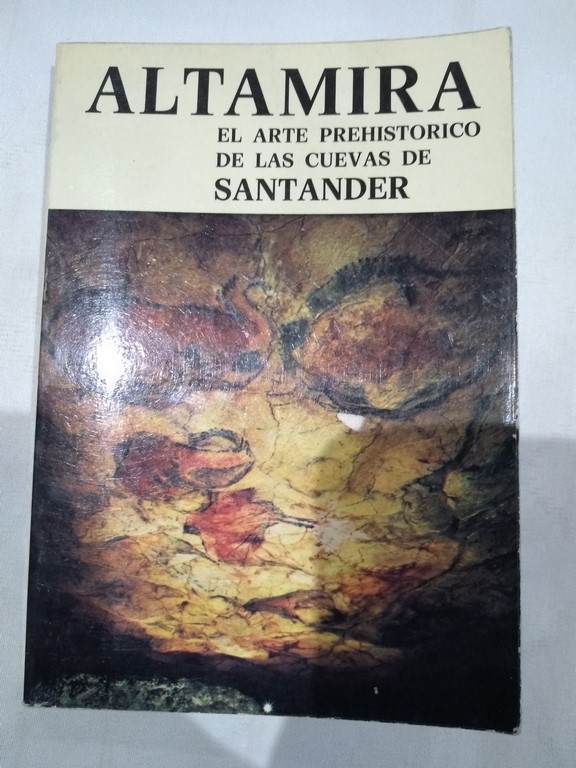 ALTAMIRA
EL ARTE PREHISTORICO
DE LAS CUEVAS DE
SANTANDER